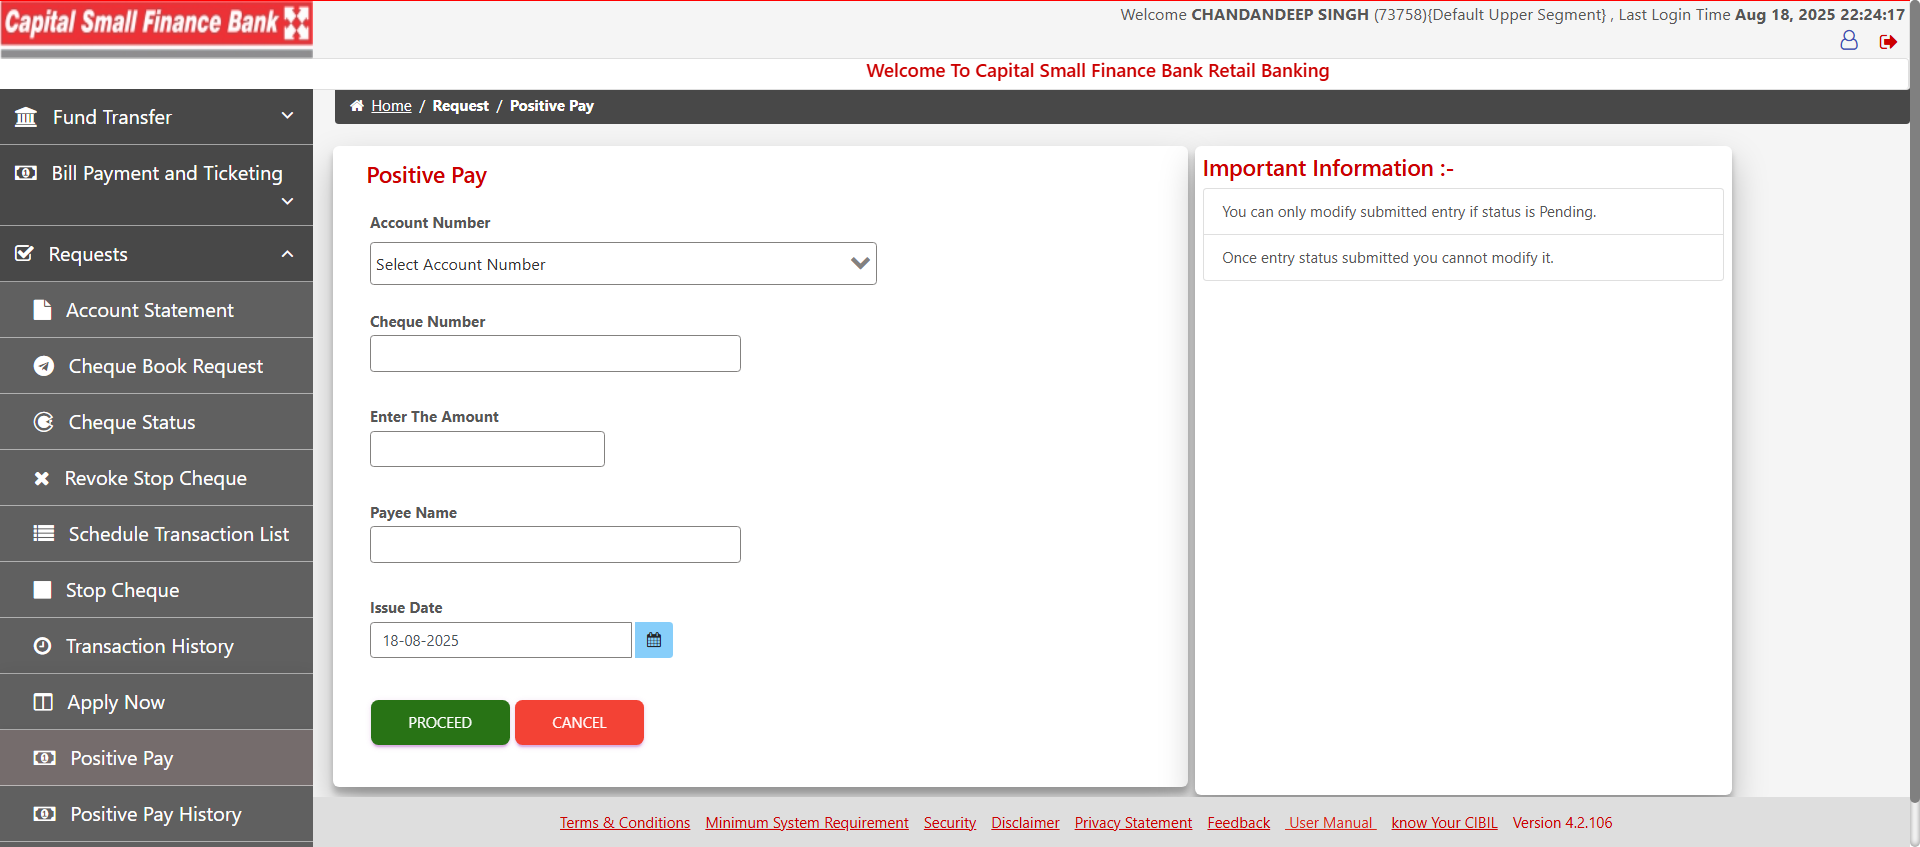 Capital Small Finance Bank
Welcome CHANDANDEEP SINGH (73758){Default Upper Segment} , Last Login Time Aug 18, 2025 22:24:17
Welcome To Capital Small Finance Bank Retail Banking
Fund Transfer
Bill Payment and Ticketing
Requests
Account Statement
Cheque Book Request
Cheque Status
Revoke Stop Cheque
Schedule Transaction List
Stop Cheque
Transaction History
Apply Now
Positive Pay
Positive Pay History
Home / Request / Positive Pay
Positive Pay
Account Number
Select Account Number
Cheque Number
Enter The Amount
Payee Name
Issue Date
18-08-2025
PROCEED CANCEL
Important Information :-
You can only modify submitted entry if status is Pending.
Once entry status submitted you cannot modify it.
Terms & Conditions Minimum System Requirement Security Disclaimer Privacy Statement Feedback User Manual know Your CIBIL Version 4.2.106